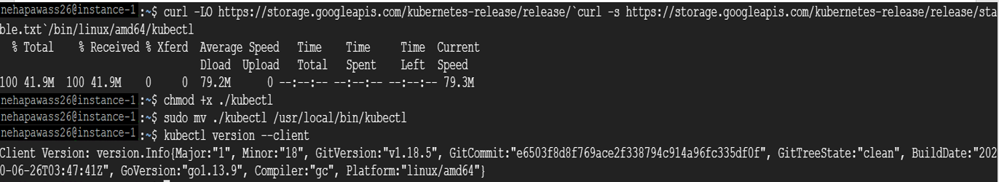 nehapawass26@instance-1:~$ curl -LO https://storage.googleapis.com/kubernetes-release/release/`curl -s https://storage.googleapis.com/kubernetes-release/release/sta
ble.txt`/bin/linux/amd64/kubectl
  % Total    % Received % Xferd  Average Speed   Time    Time     Time  Current
                                 Dload  Upload   Total   Spent    Left  Speed
100 41.9M  100 41.9M    0     0  79.2M      0 --:--:-- --:--:-- --:--:-- 79.3M
nehapawass26@instance-1:~$ chmod +x ./kubectl
nehapawass26@instance-1:~$ sudo mv ./kubectl /usr/local/bin/kubectl
nehapawass26@instance-1:~$ kubectl version --client
Client Version: version.Info{Major:"1", Minor:"18", GitVersion:"v1.18.5", GitCommit:"e6503f8d8f769ace2f338794c914a96fc335df0f", GitTreeState:"clean", BuildDate:"202
0-06-26T03:47:41Z", GoVersion:"go1.13.9", Compiler:"gc", Platform:"linux/amd64"}